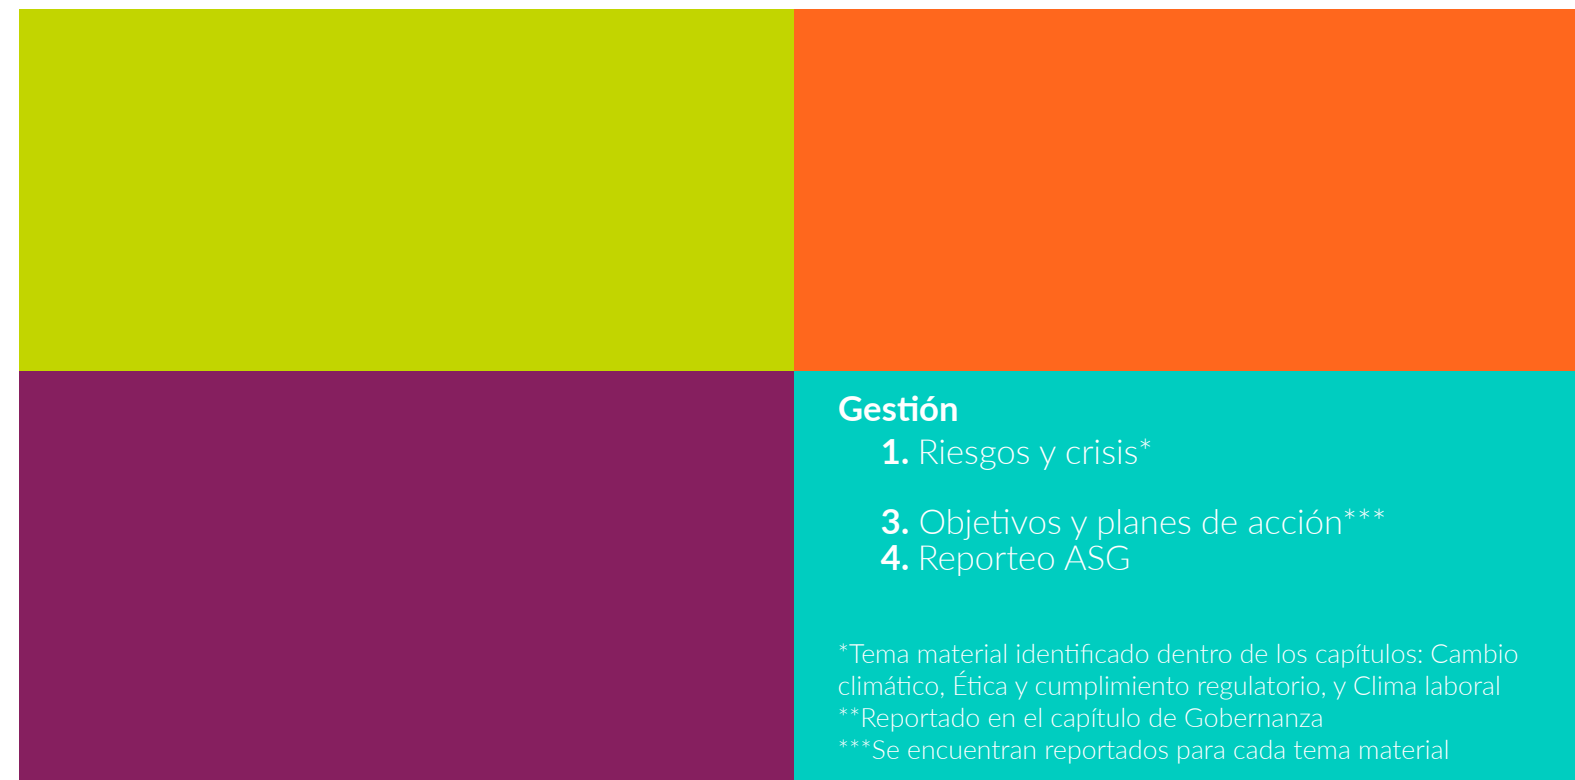 Gestión
1. Riesgos y crisis*
3. Objetivos y planes de acción***
4. Reporteo ASG
*Tema material identificado dentro de los capítulos: Cambio
climático, Ética y cumplimiento regulatorio, y Clima laboral
**Reportado en el capítulo de Gobernanza
***Se encuentran reportados para cada tema material